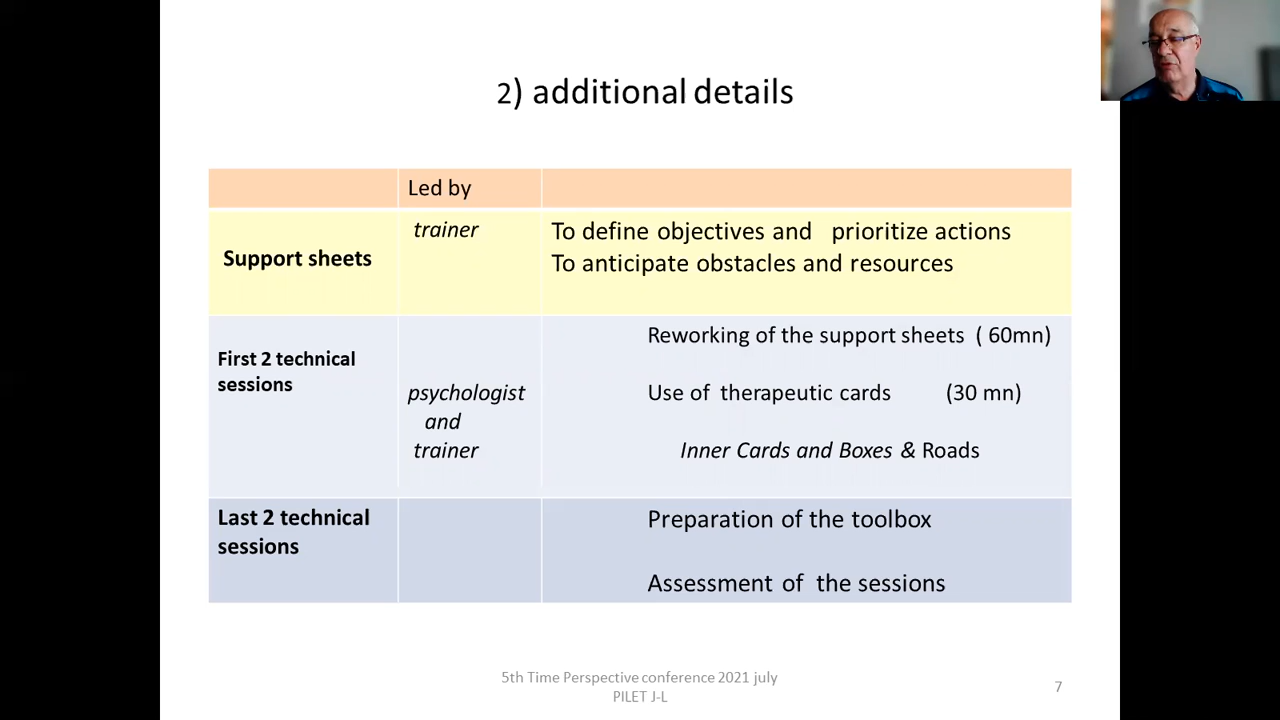 2) additional details
Led by
Support sheets
trainer
To define objectives and prioritize actions
To anticipate obstacles and resources
First 2 technical
sessions
psychologist
and
trainer
Reworking of the support sheets ( 60mn)
Use of therapeutic cards (30 mn)
Inner Cards and Boxes & Roads
Last 2 technical
sessions
Preparation of the toolbox
Assessment of the sessions
5th Time Perspective conference 2021 july
PILET J-L
7